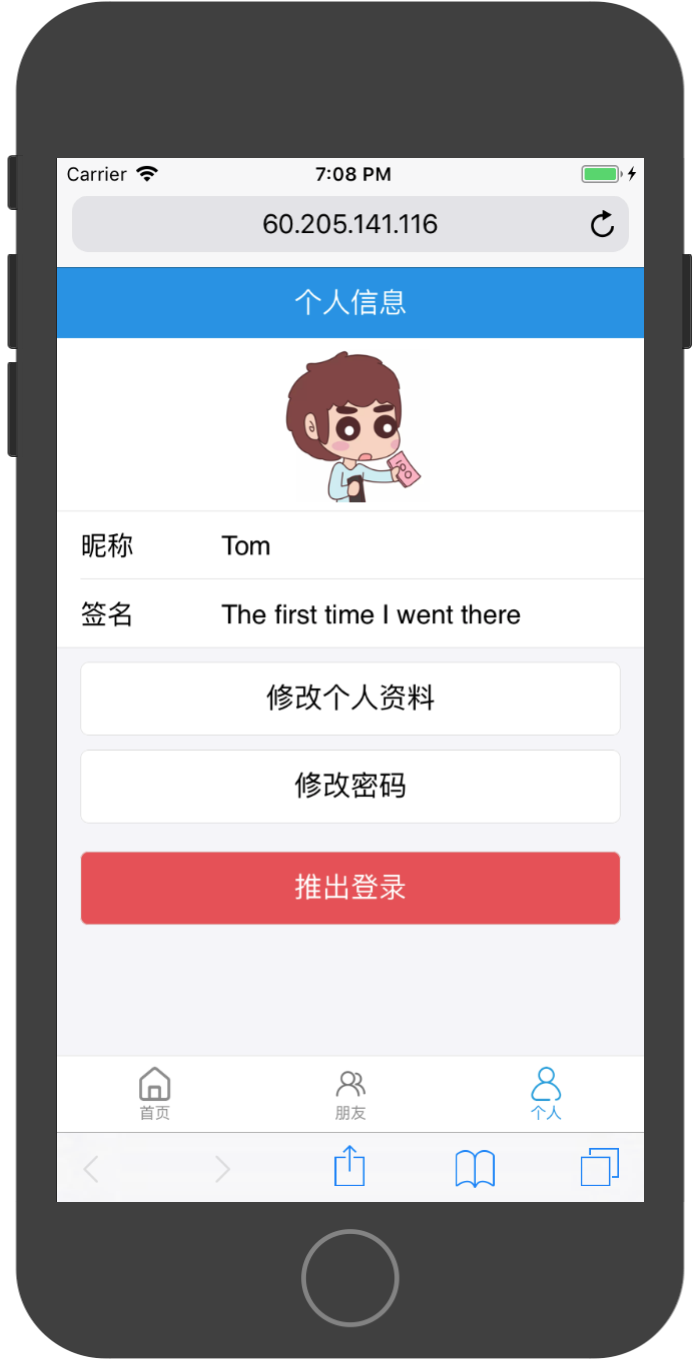 Carrier 7:08 PM
60.205.141.116
个人信息
100
昵称 Tom
签名 The first time I went there
修改个人资料
修改密码
推出登录
首页 朋友 个人